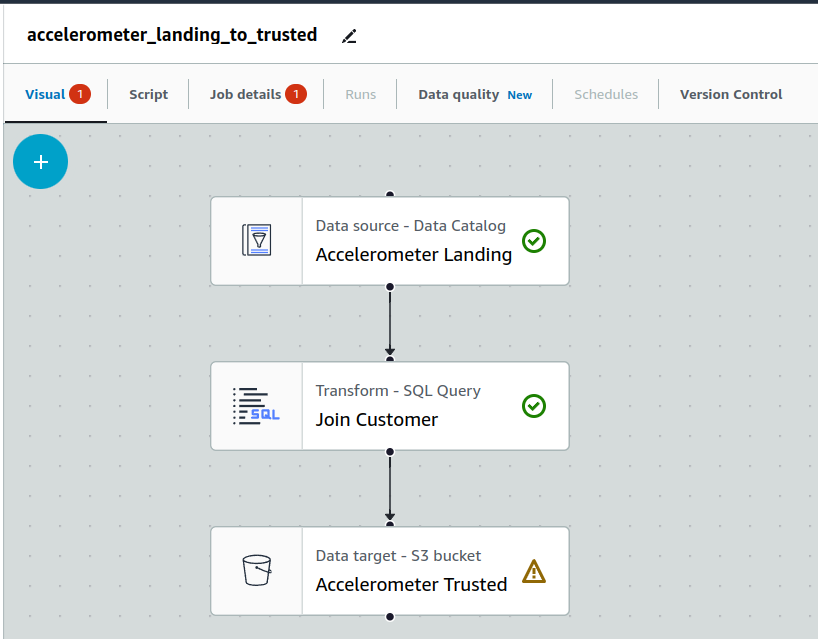 accelerometer_landing_to_trusted
Visual 1 Script Job details 1 Runs Data quality New Schedules Version Control
+
Data source - Data Catalog
Accelerometer Landing
Transform - SQL Query
SQL
Join Customer
Data target - S3 bucket
Accelerometer Trusted